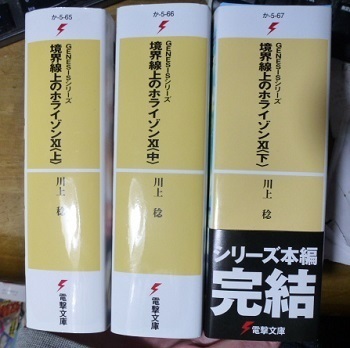 か-5-65
GENESISシリーズ
境界線上のホライゾンⅪ〈上〉
川上 稔
電撃文庫
か-5-66
GENESISシリーズ
境界線上のホライゾンⅪ〈中〉
川上 稔
電撃文庫
か-5-67
GENESISシリーズ
境界線上のホライゾンⅪ〈下〉
川上 稔
シリーズ本編
完結
電撃文庫